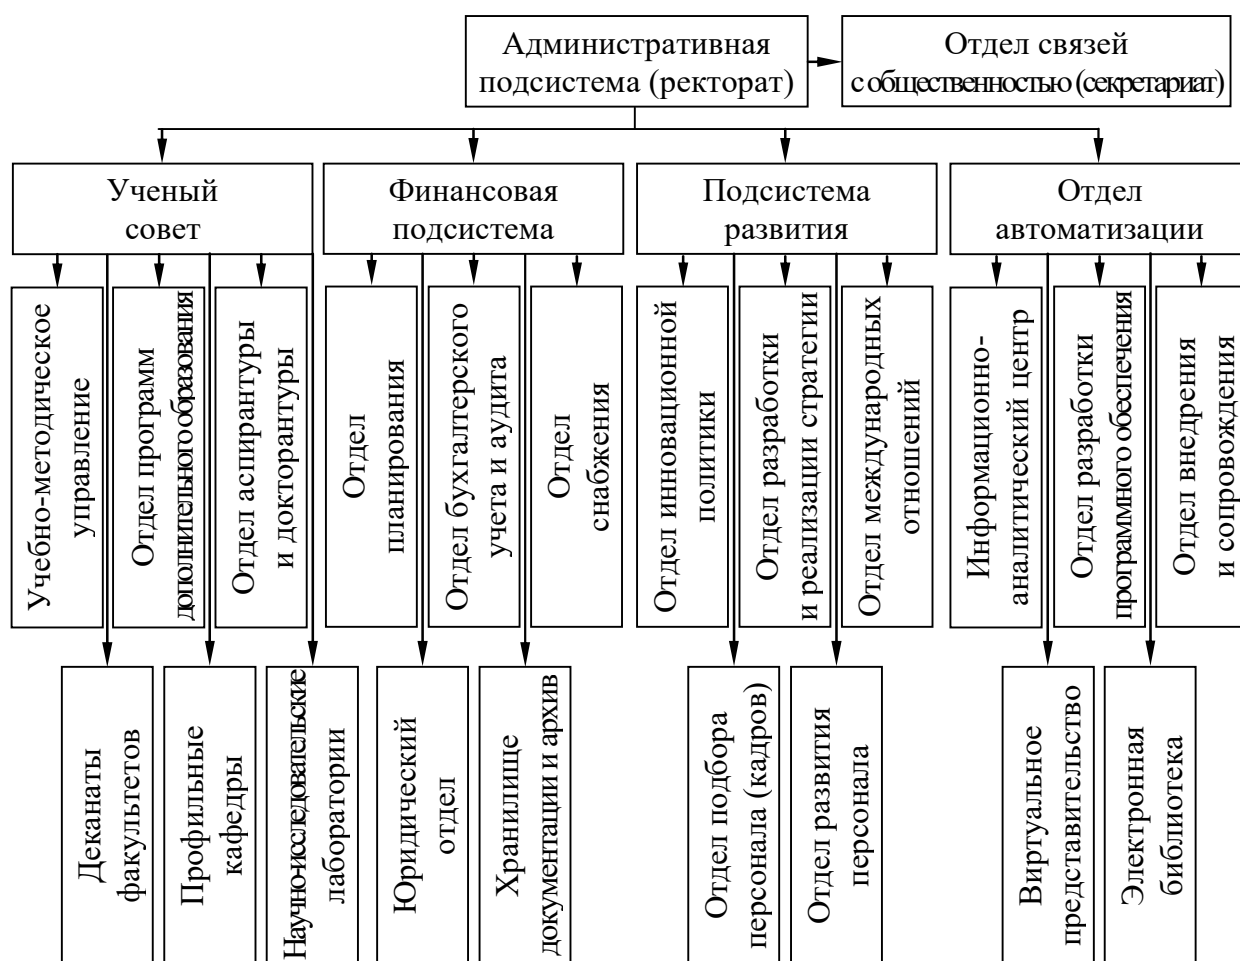 Административная
подсистема (ректорат)
Отдел связей
с общественностью (секретариат)
Ученый
совет
Финансовая
подсистема
Подсистема
развития
Отдел
автоматизации
Учебно-методическое
управление
Отдел программ
дополнительного образования
Отдел аспирантуры
и докторантуры
Отдел
планирования
Отдел бухгалтерского
учета и аудита
Отдел
снабжения
Отдел инновационной
политики
Отдел разработки
и реализации стратегии
Отдел международных
отношений
Информационно-
аналитический центр
Отдел разработки
программного обеспечения
Отдел внедрения
и сопровождения
Деканаты
факультетов
Профильные
кафедры
Научно-исследовательские
лаборатории
Юридический
отдел
Хранилище
документации и архив
Отдел подбора
персонала (кадров)
Отдел развития
персонала
Виртуальное
представительство
Электронная
библиотека